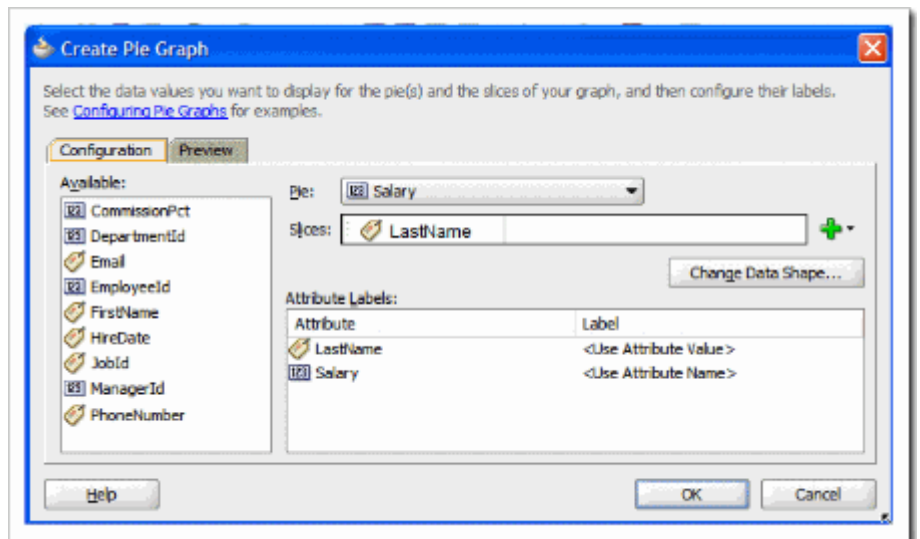 Create Pie Graph
Select the data values you want to display for the pie(s) and the slices of your graph, and then configure their labels.
See Configuring Pie Graphs for examples.
Configuration Preview
Available:
CommissionPct
DepartmentId
Email
EmployeeId
FirstName
HireDate
JobId
ManagerId
PhoneNumber
Pie: Salary
Slices: LastName
Change Data Shape...
Attribute Labels:
Attribute Label
LastName <Use Attribute Value>
Salary <Use Attribute Name>
Help OK Cancel